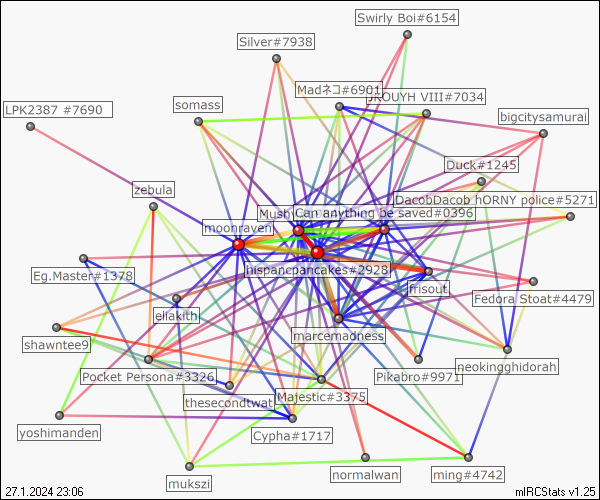 Swirly Boi#6154
Silver#7938
Madネコ#6901
JROUYH VIII#7034
somass
LPK2387 #7690
bigcitysamurai
Duck#1245
zebula
DacobDacob hORNY police#5271
Mush
Can anything be saved#0396
moonraven
hispancpancakes#2928
Eg.Master#1378
frisout
eliakith
Fedora Stoat#4479
marcemadness
shawntee9
neokingghidorah
Pocket Persona#3326
Pikabro#9971
thesecondtwat
Majestic#3375
yoshimanden
Cypha#1717
normalwan
ming#4742
mukszi
27.1.2024 23:06
mIRCStats v1.25